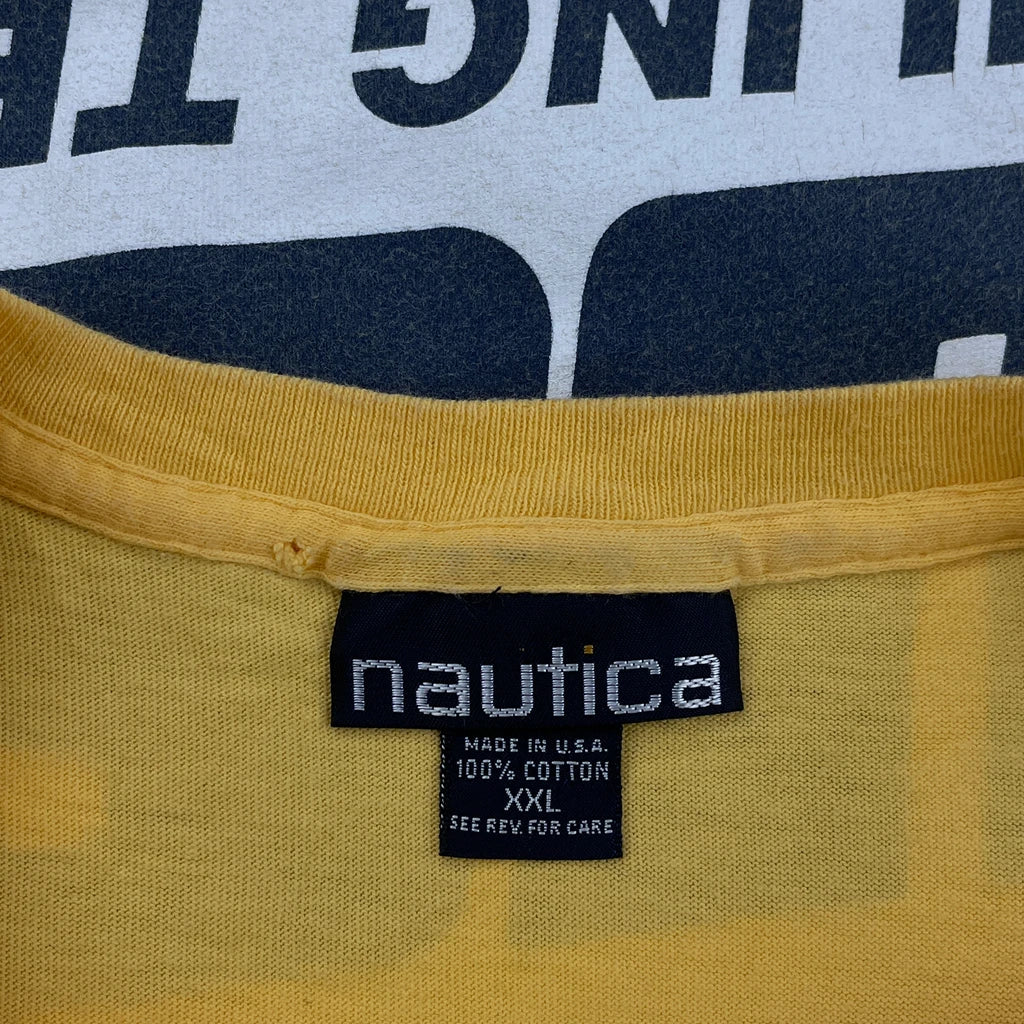 nautica
MADE IN U.S.A.
100% COTTON
XXL
SEE REV. FOR CARE